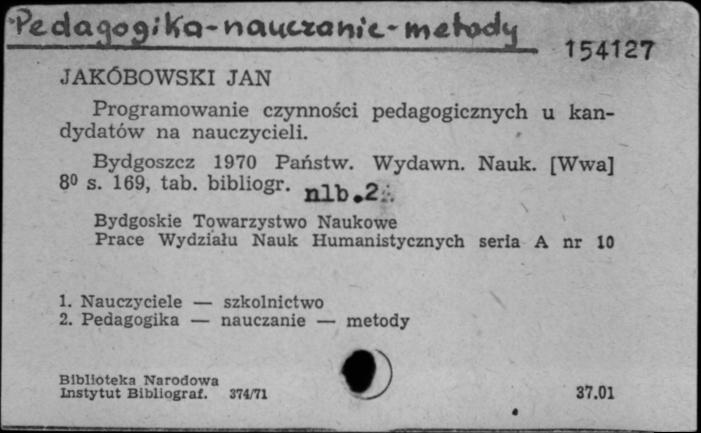 Pedagogika-nauczanie-metody
154127
JAKÓBOWSKI JAN
Programowanie czynności pedagogicznych u kan-
dydatów na nauczycieli.
Bydgoszcz 1970 Państw. Wydawn. Nauk. [Wwa]
8⁰ s. 169, tab. bibliogr. nlb.2.
Bydgoskie Towarzystwo Naukowe
Prace Wydziału Nauk Humanistycznych seria A nr 10
1. Nauczyciele — szkolnictwo
2. Pedagogika — nauczanie — metody
Biblioteka Narodowa
Instytut Bibliograf. 374/71
37.01